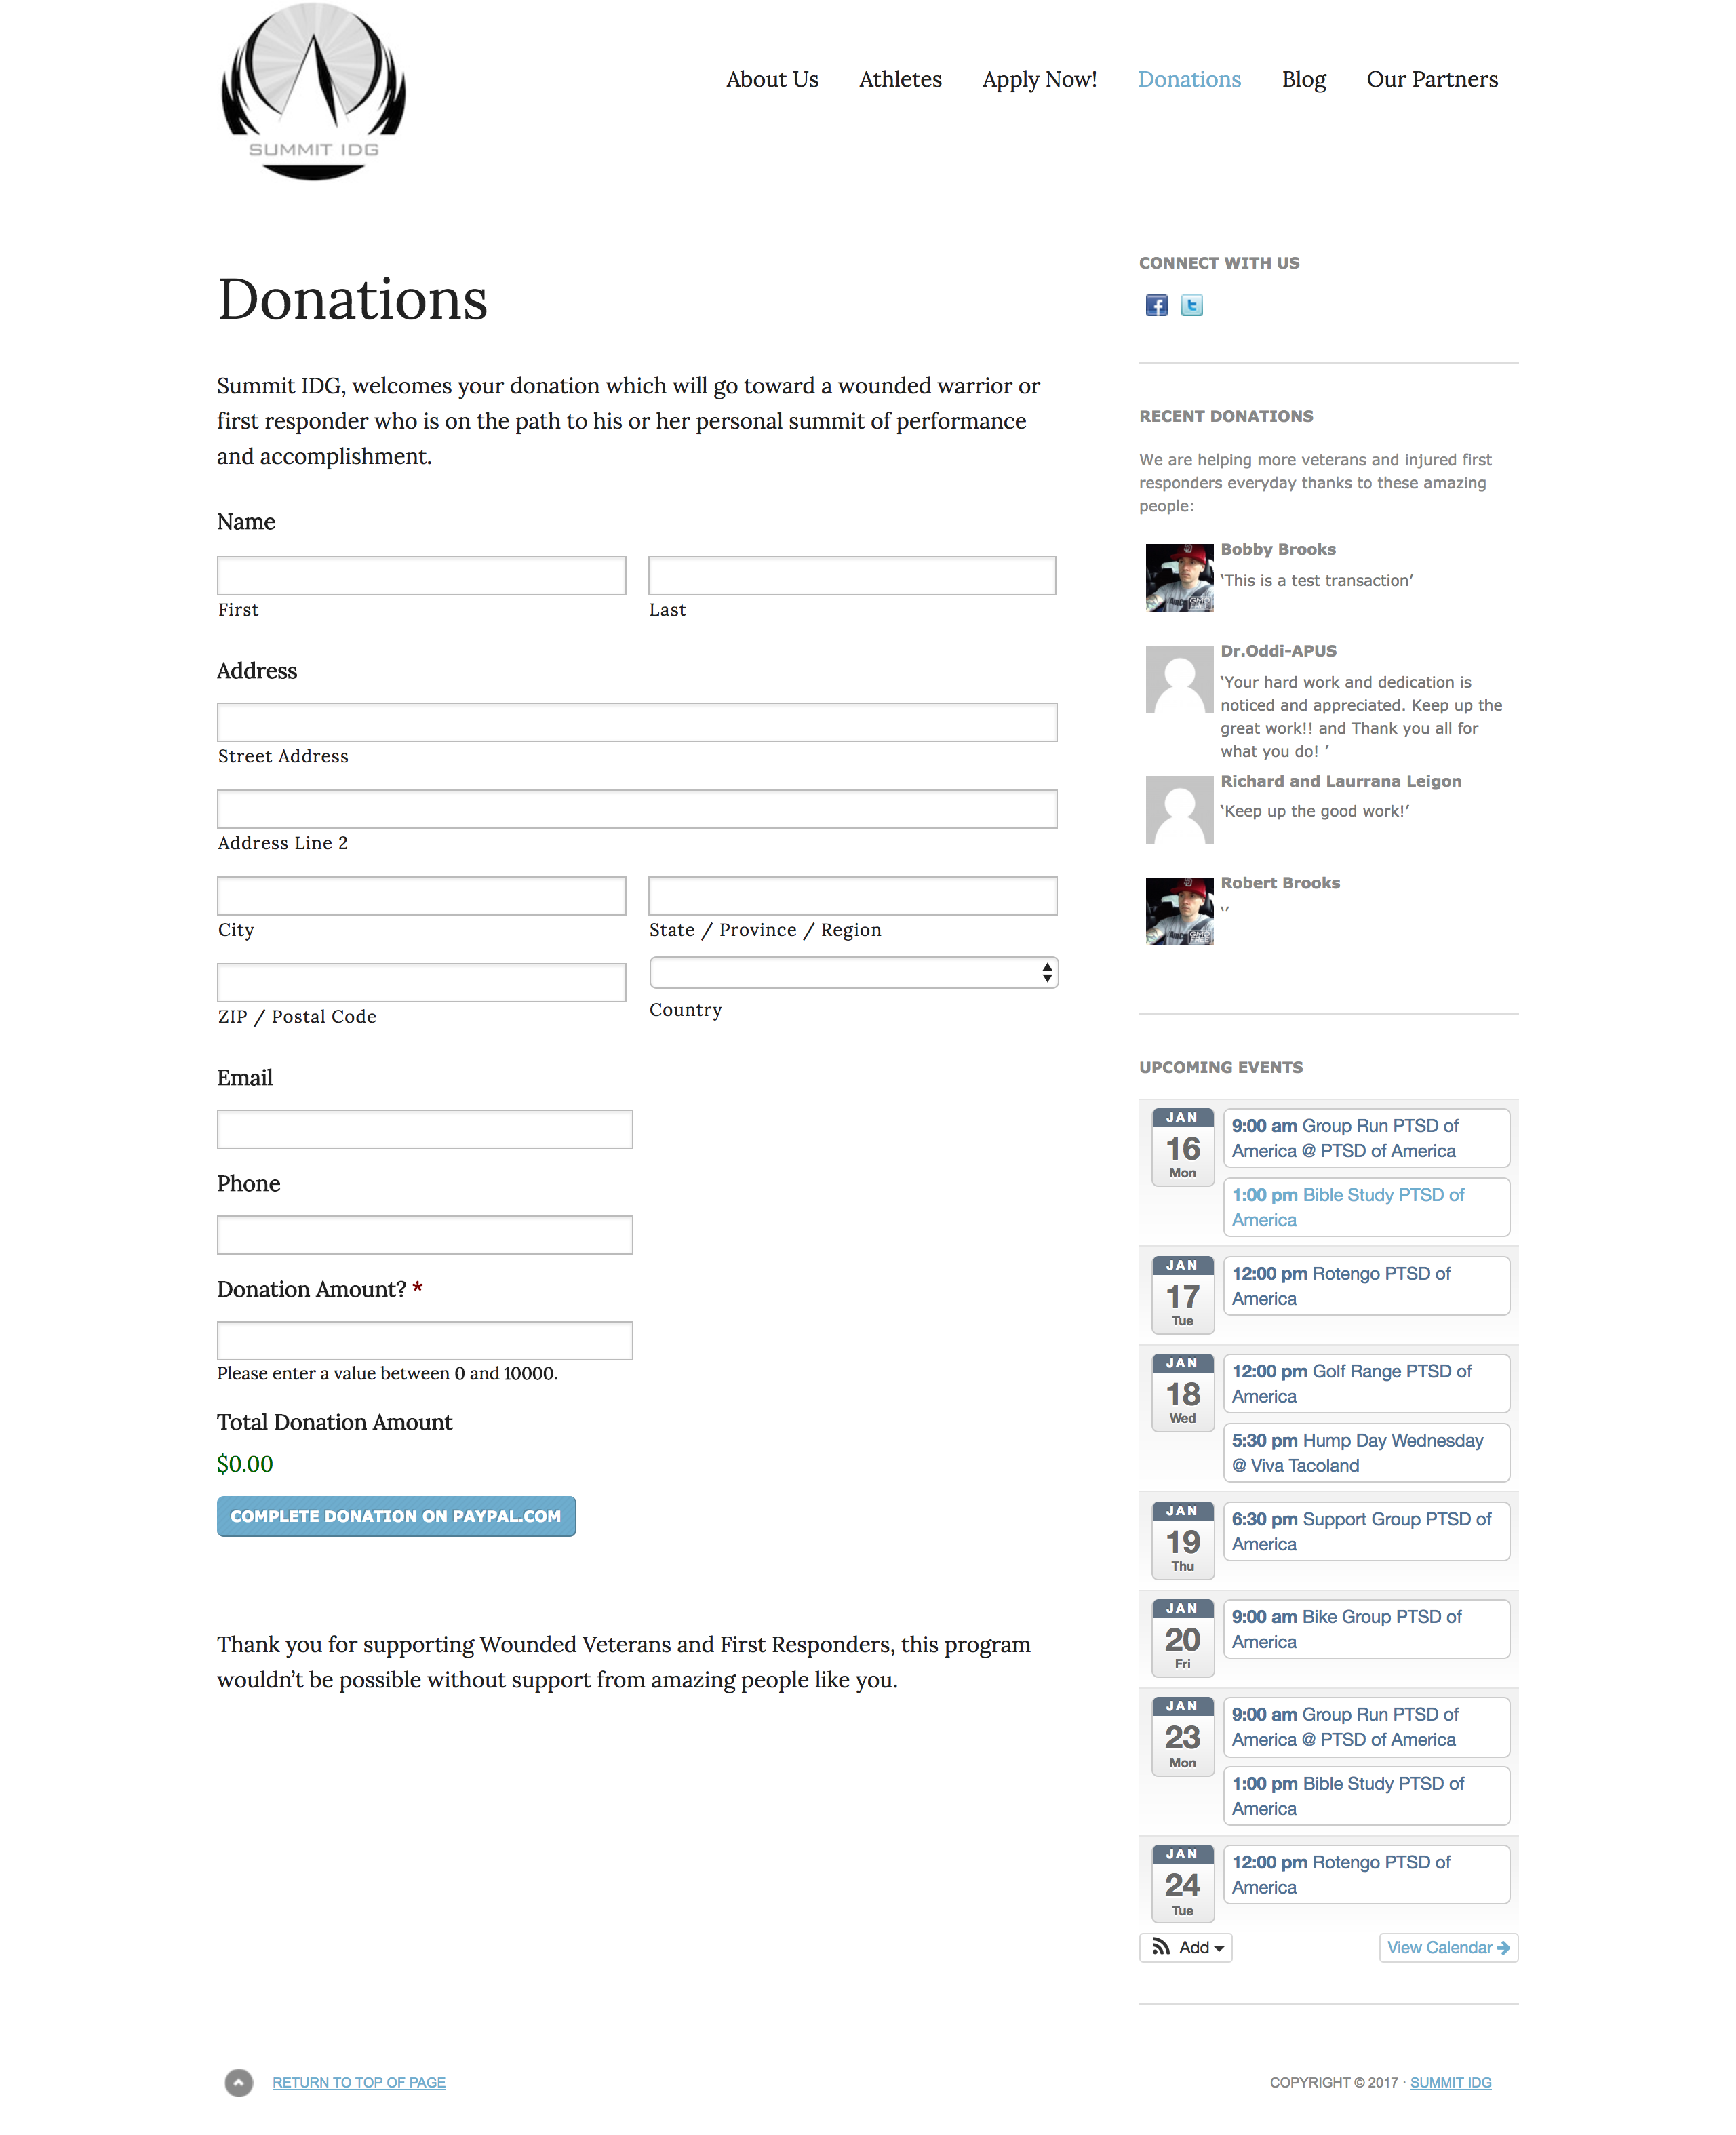 SUMMIT IDG
About Us Athletes Apply Now! Donations Blog Our Partners
Donations
Summit IDG, welcomes your donation which will go toward a wounded warrior or
first responder who is on the path to his or her personal summit of performance
and accomplishment.
Name
First Last
Address
Street Address
Address Line 2
City State / Province / Region
ZIP / Postal Code Country
Email
Phone
Donation Amount? *
Please enter a value between 0 and 10000.
Total Donation Amount
$0.00
COMPLETE DONATION ON PAYPAL.COM
Thank you for supporting Wounded Veterans and First Responders, this program
wouldn’t be possible without support from amazing people like you.
CONNECT WITH US
RECENT DONATIONS
We are helping more veterans and injured first
responders everyday thanks to these amazing
people:
Bobby Brooks
‘This is a test transaction’
Dr.Oddi-APUS
‘Your hard work and dedication is
noticed and appreciated. Keep up the
great work!! and Thank you all for
what you do! ’
Richard and Laurrana Leigon
‘Keep up the good work!’
Robert Brooks
‘’
UPCOMING EVENTS
JAN
16
Mon
9:00 am Group Run PTSD of
America @ PTSD of America
1:00 pm Bible Study PTSD of
America
JAN
17
Tue
12:00 pm Rotengo PTSD of
America
JAN
18
Wed
12:00 pm Golf Range PTSD of
America
5:30 pm Hump Day Wednesday
@ Viva Tacoland
JAN
19
Thu
6:30 pm Support Group PTSD of
America
JAN
20
Fri
9:00 am Bike Group PTSD of
America
JAN
23
Mon
9:00 am Group Run PTSD of
America @ PTSD of America
1:00 pm Bible Study PTSD of
America
JAN
24
Tue
12:00 pm Rotengo PTSD of
America
Add View Calendar
RETURN TO TOP OF PAGE
COPYRIGHT © 2017 · SUMMIT IDG